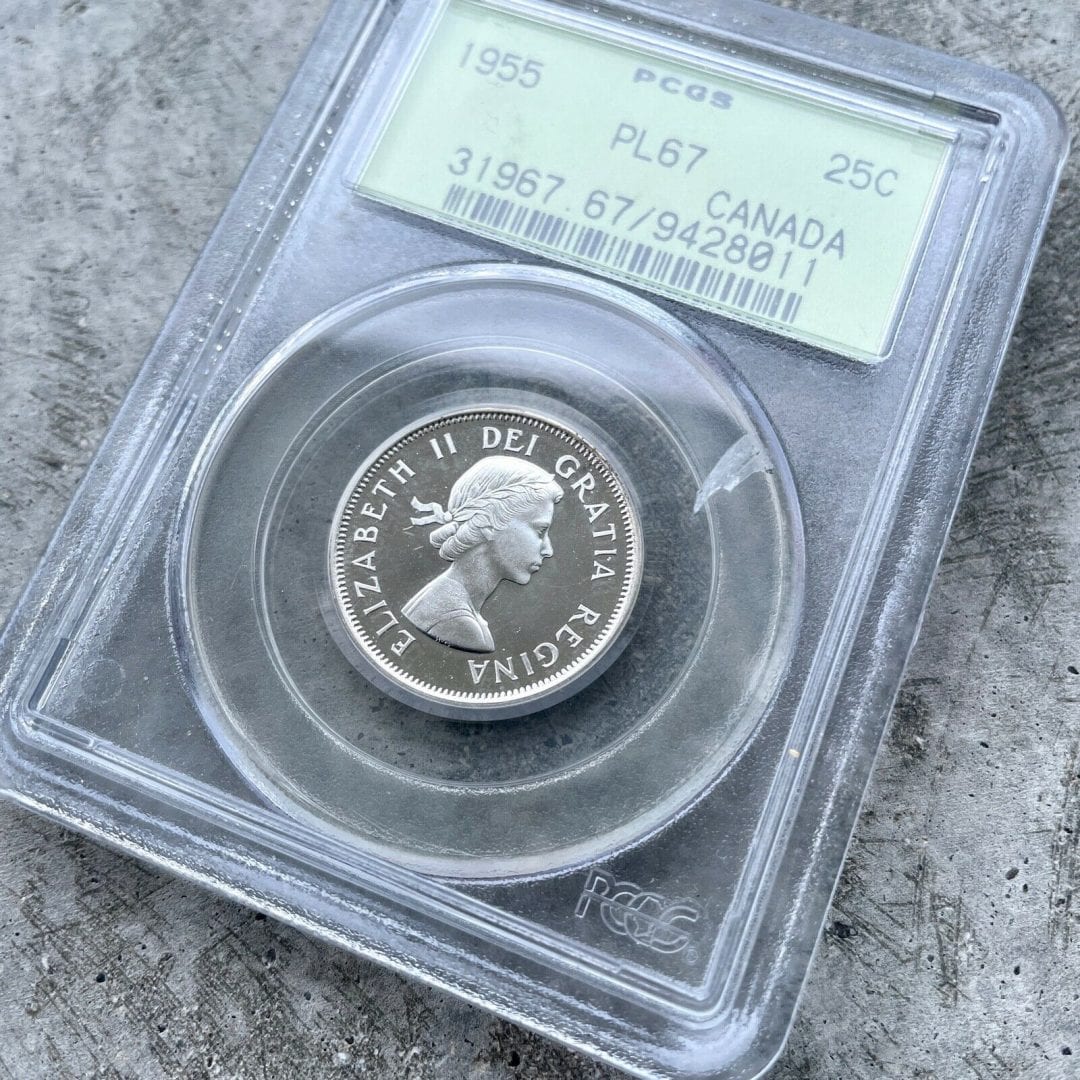 PCGS
1955
PL67
25C
CANADA
31967.67/9428011
ELIZABETH II DEI GRATIA REGINA
PCGS